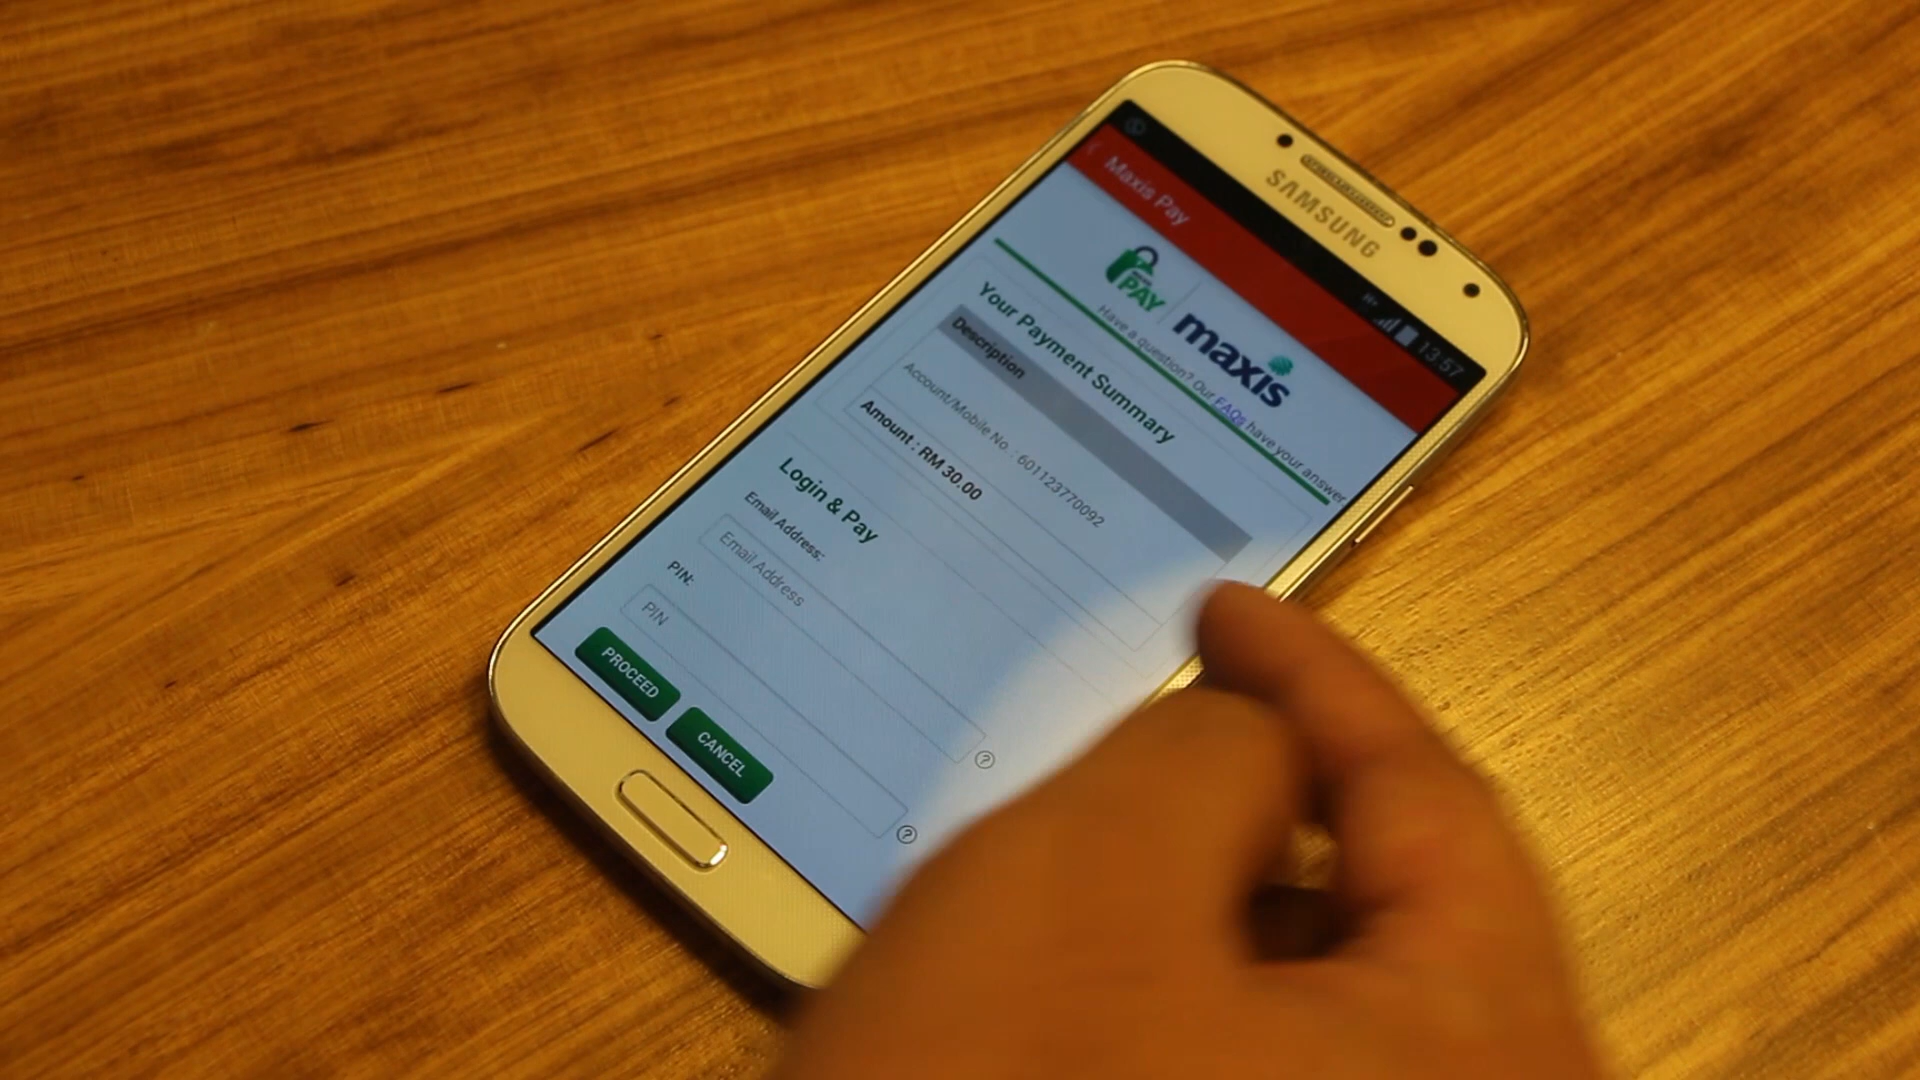 SAMSUNG
H+ 13:57
Maxis Pay
PAY
maxis
Have a question? Our FAQs have your answer
Your Payment Summary
Description
Account/Mobile No : 601123770092
Amount : RM 30.00
Login & Pay
Email Address:
Email Address
?
PIN:
PIN
?
PROCEED
CANCEL